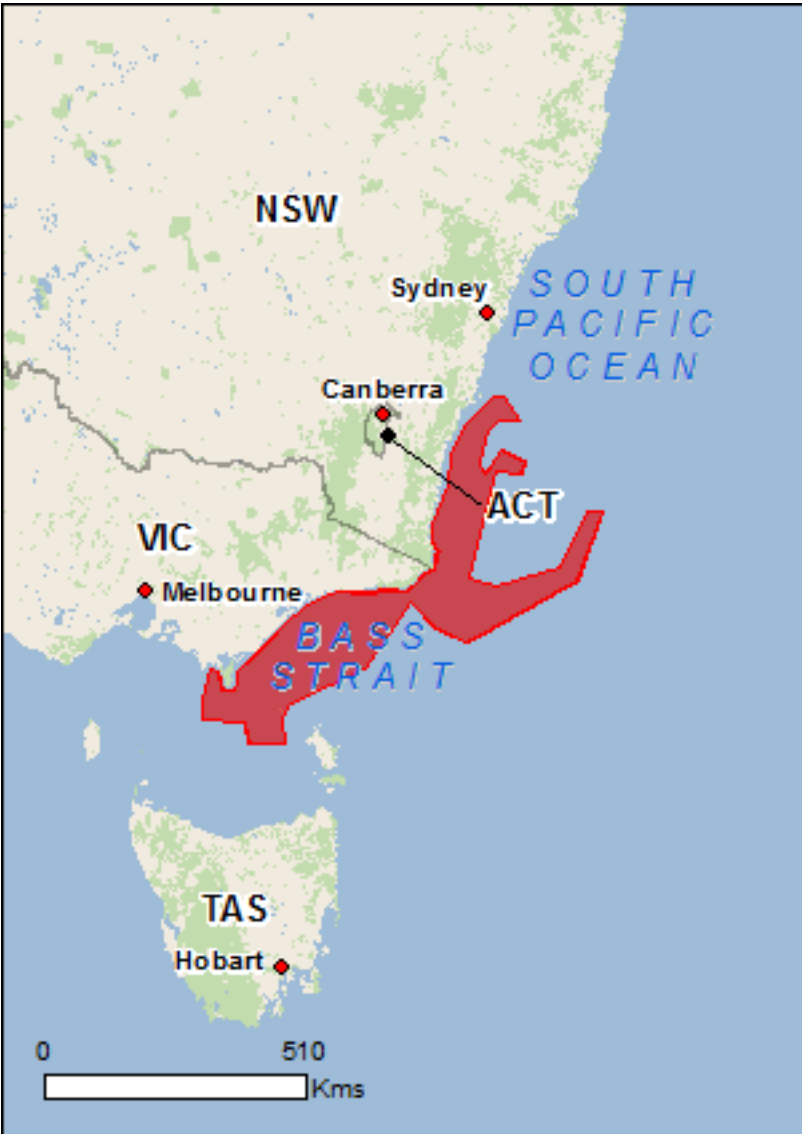 NSW
Sydney
SOUTH
PACIFIC
OCEAN
Canberra
ACT
VIC
Melbourne
BASS
STRAIT
TAS
Hobart
0 510
Kms